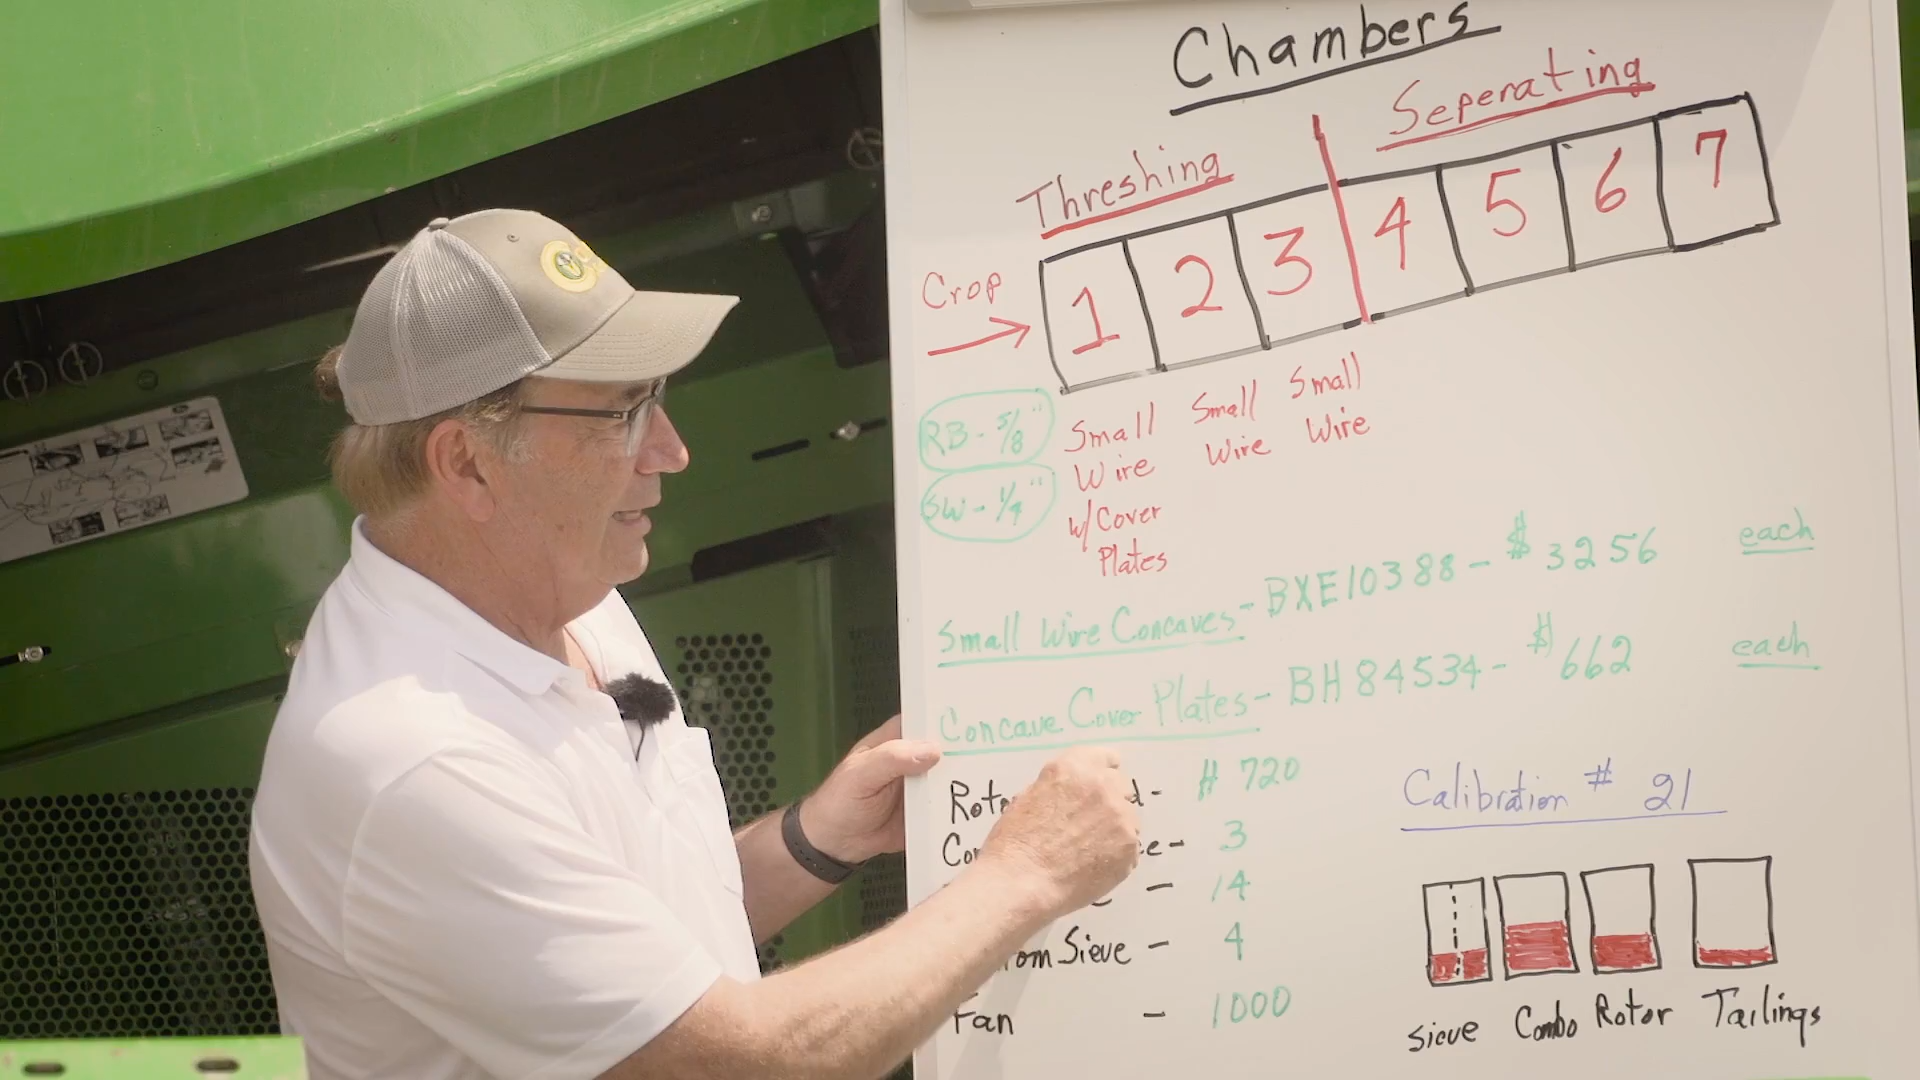 Chambers
Seperating
Threshing
Crop
1 2 3 4 5 6 7
RB - 5/8"
SW - 1/4"
Small Wire w/ Cover Plates
Small Wire
Small Wire
Small Wire Concaves - BXE10388 - $3256 each
Concave Cover Plates - BH84534 - $662 each
- # 720
- 3
- 14
Sieve - 4
Fan - 1000
Calibration # 21
Sieve Combo Rotor Tailings